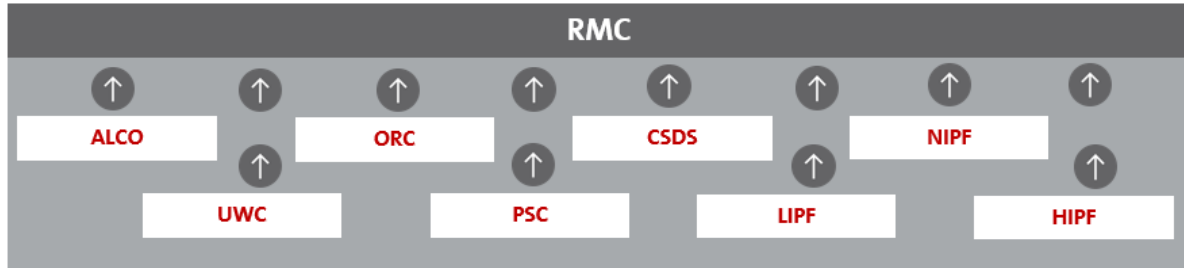 RMC
ALCO
ORC
CSDS
NIPF
UWC
PSC
LIPF
HIPF